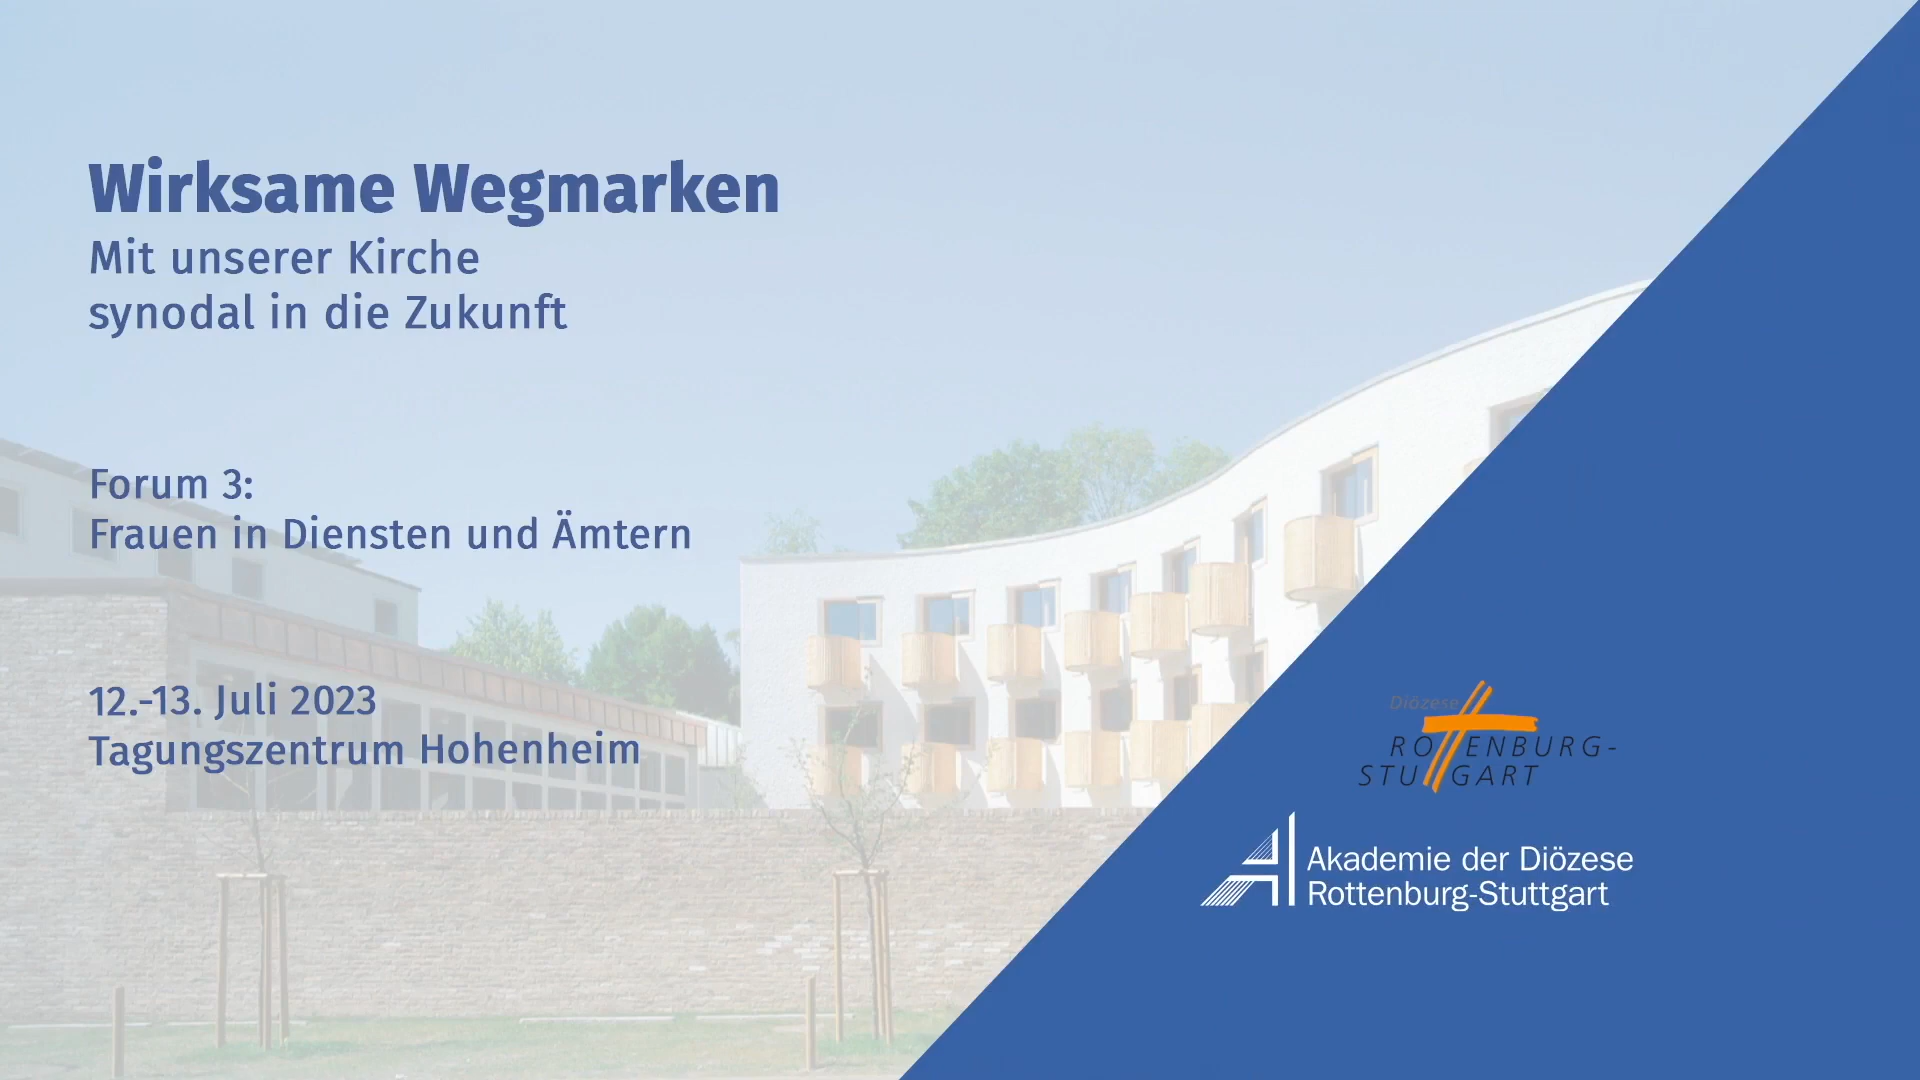 Wirksame Wegmarken
Mit unserer Kirche
synodal in die Zukunft
Forum 3:
Frauen in Diensten und Ämtern
12.-13. Juli 2023
Tagungszentrum Hohenheim
Diözese
ROTTENBURG-
STUTTGART
Akademie der Diözese
Rottenburg-Stuttgart